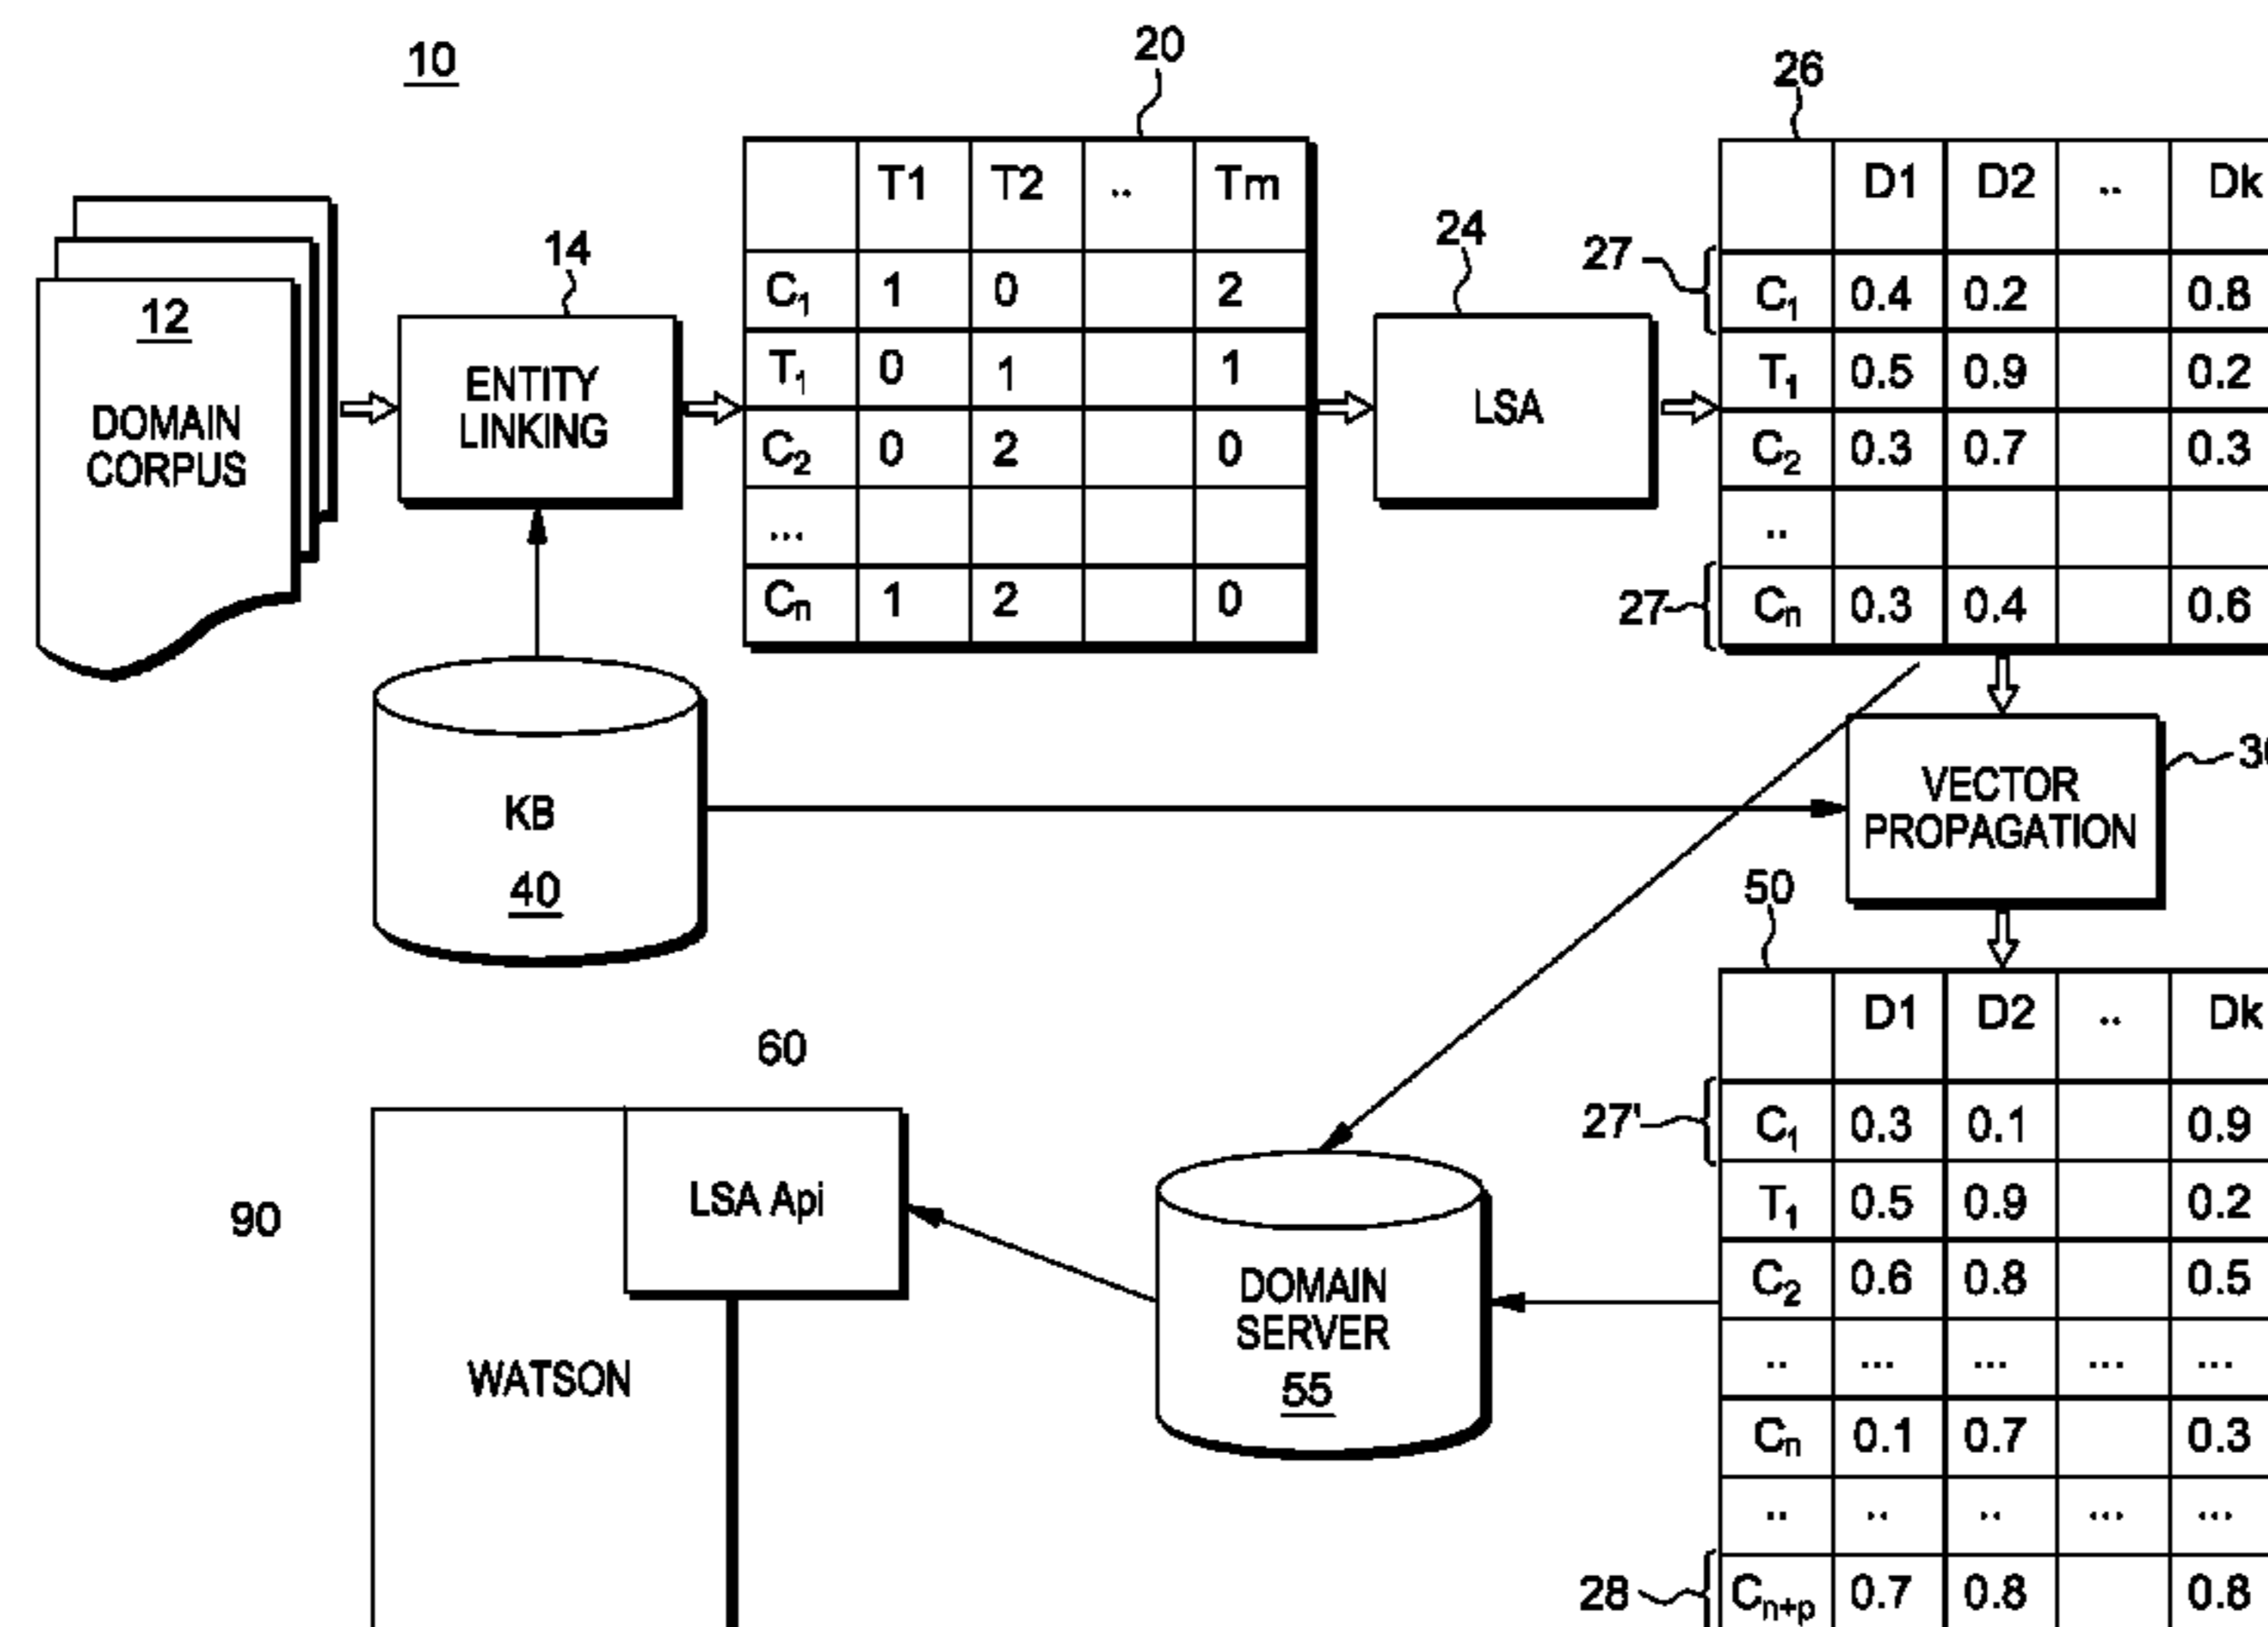 10
20
26
12
DOMAIN
CORPUS
14
ENTITY
LINKING
T1 T2 .. Tm
C₁ 1 0 2
T₁ 0 1 1
C₂ 0 2 0
...
Cₙ 1 2 0
24
LSA
27
27
D1 D2 .. Dk
C₁ 0.4 0.2 0.8
T₁ 0.5 0.9 0.2
C₂ 0.3 0.7 0.3
..
Cₙ 0.3 0.4 0.6
KB
40
VECTOR
PROPAGATION
50
60
90
LSA Api
WATSON
DOMAIN
SERVER
55
27'
28
D1 D2 .. Dk
C₁ 0.3 0.1 0.9
T₁ 0.5 0.9 0.2
C₂ 0.6 0.8 0.5
.. ... ... ... ...
Cₙ 0.1 0.7 0.3
.. .. .. ... ...
Cₙ₊ₚ 0.7 0.8 0.8